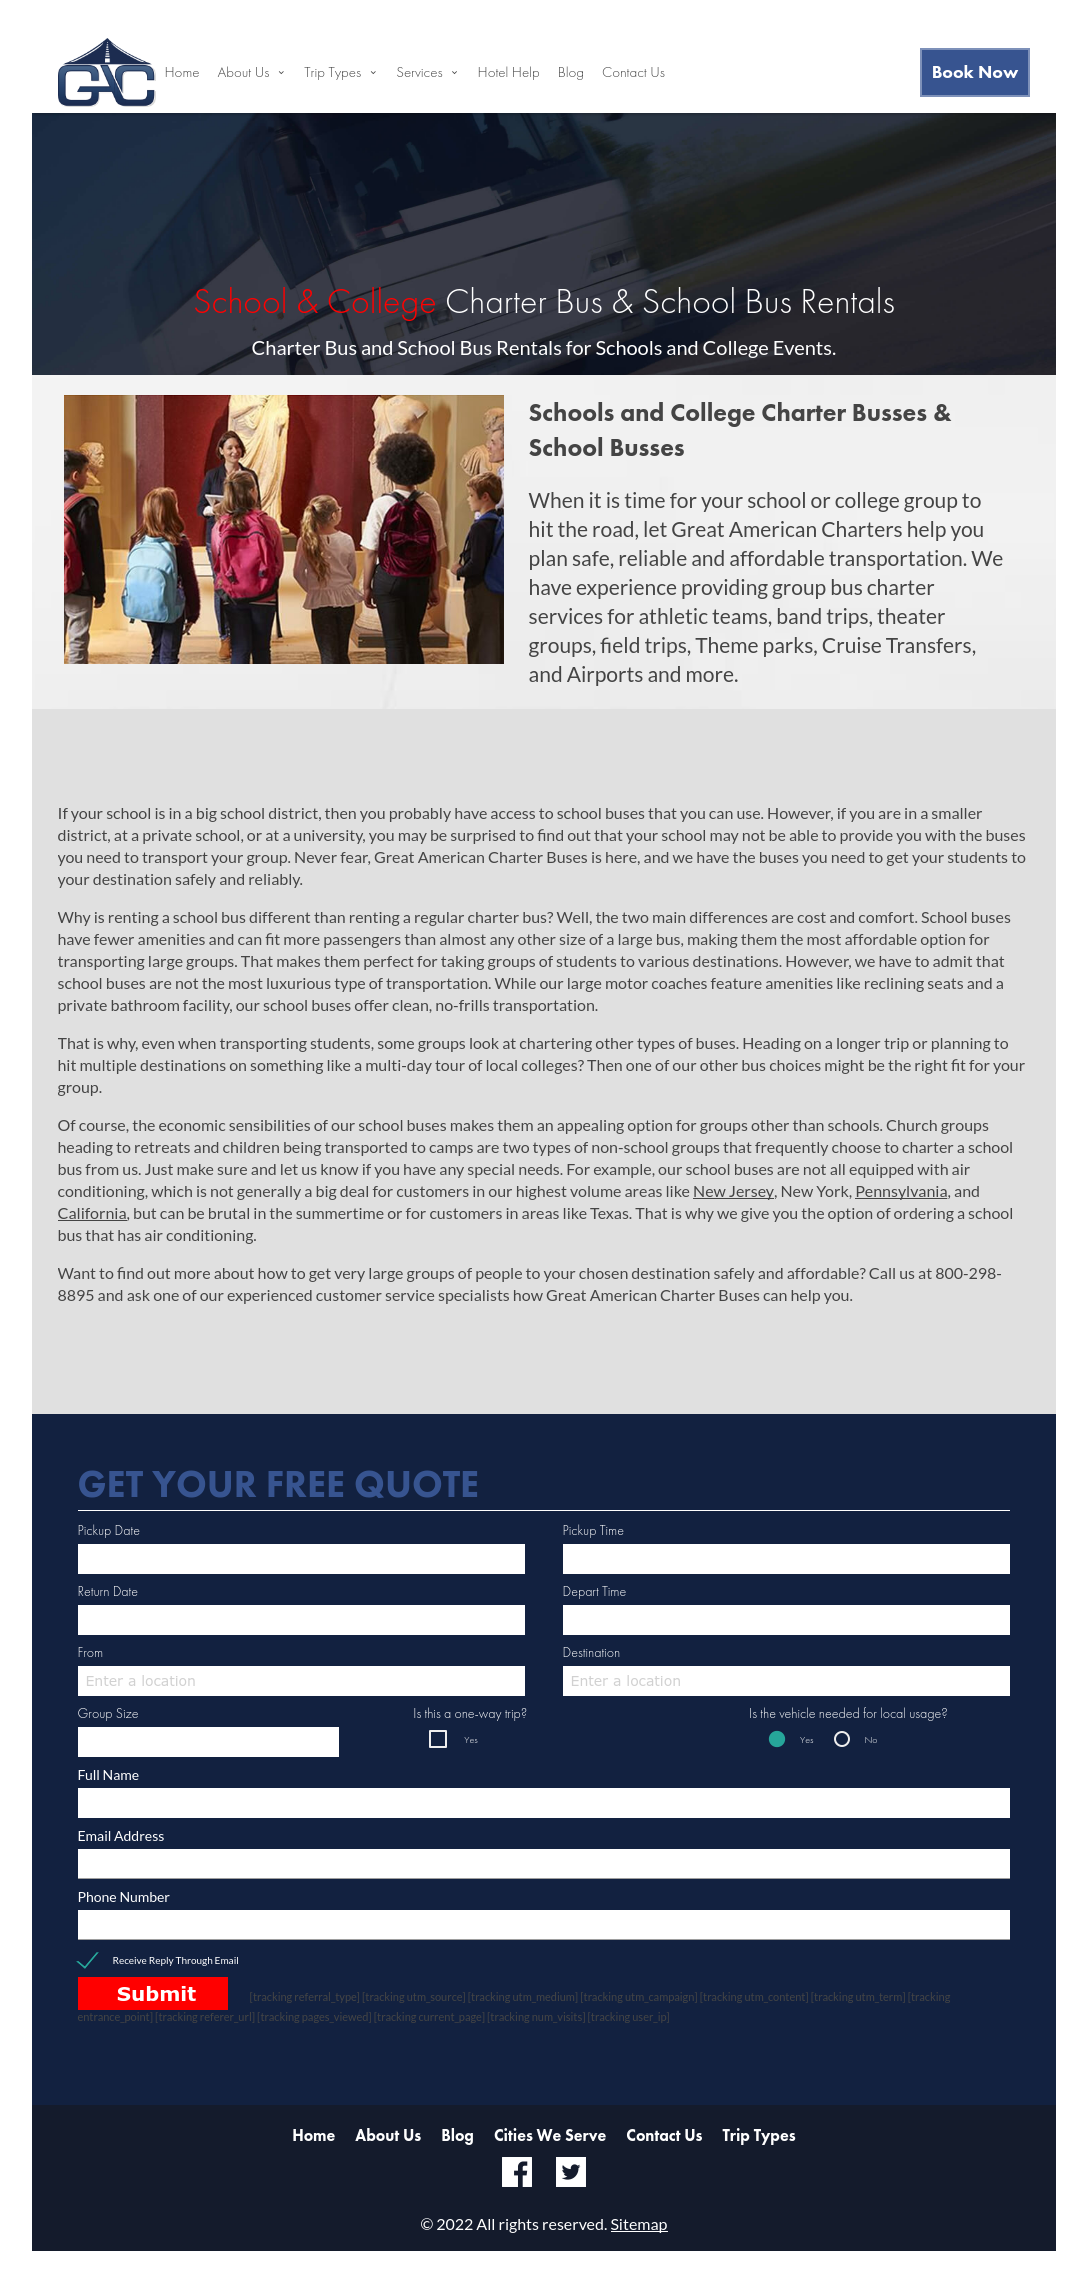 GAC
Home About Us Trip Types Services Hotel Help Blog Contact Us
Book Now
School & College Charter Bus & School Bus Rentals
Charter Bus and School Bus Rentals for Schools and College Events.
Schools and College Charter Busses &
School Busses
When it is time for your school or college group to
hit the road, let Great American Charters help you
plan safe, reliable and affordable transportation. We
have experience providing group bus charter
services for athletic teams, band trips, theater
groups, field trips, Theme parks, Cruise Transfers,
and Airports and more.
If your school is in a big school district, then you probably have access to school buses that you can use. However, if you are in a smaller
district, at a private school, or at a university, you may be surprised to find out that your school may not be able to provide you with the buses
you need to transport your group. Never fear, Great American Charter Buses is here, and we have the buses you need to get your students to
your destination safely and reliably.
Why is renting a school bus different than renting a regular charter bus? Well, the two main differences are cost and comfort. School buses
have fewer amenities and can fit more passengers than almost any other size of a large bus, making them the most affordable option for
transporting large groups. That makes them perfect for taking groups of students to various destinations. However, we have to admit that
school buses are not the most luxurious type of transportation. While our large motor coaches feature amenities like reclining seats and a
private bathroom facility, our school buses offer clean, no-frills transportation.
That is why, even when transporting students, some groups look at chartering other types of buses. Heading on a longer trip or planning to
hit multiple destinations on something like a multi-day tour of local colleges? Then one of our other bus choices might be the right fit for your
group.
Of course, the economic sensibilities of our school buses makes them an appealing option for groups other than schools. Church groups
heading to retreats and children being transported to camps are two types of non-school groups that frequently choose to charter a school
bus from us. Just make sure and let us know if you have any special needs. For example, our school buses are not all equipped with air
conditioning, which is not generally a big deal for customers in our highest volume areas like New Jersey, New York, Pennsylvania, and
California, but can be brutal in the summertime or for customers in areas like Texas. That is why we give you the option of ordering a school
bus that has air conditioning.
Want to find out more about how to get very large groups of people to your chosen destination safely and affordable? Call us at 800-298-
8895 and ask one of our experienced customer service specialists how Great American Charter Buses can help you.
GET YOUR FREE QUOTE
Pickup Date Pickup Time
Return Date Depart Time
From Destination
Enter a location Enter a location
Group Size Is this a one-way trip? Is the vehicle needed for local usage?
Yes Yes No
Full Name
Email Address
Phone Number
Receive Reply Through Email
Submit [tracking referral_type] [tracking utm_source] [tracking utm_medium] [tracking utm_campaign] [tracking utm_content] [tracking utm_term] [tracking
entrance_point] [tracking referer_url] [tracking pages_viewed] [tracking current_page] [tracking num_visits] [tracking user_ip]
Home About Us Blog Cities We Serve Contact Us Trip Types
© 2022 All rights reserved. Sitemap